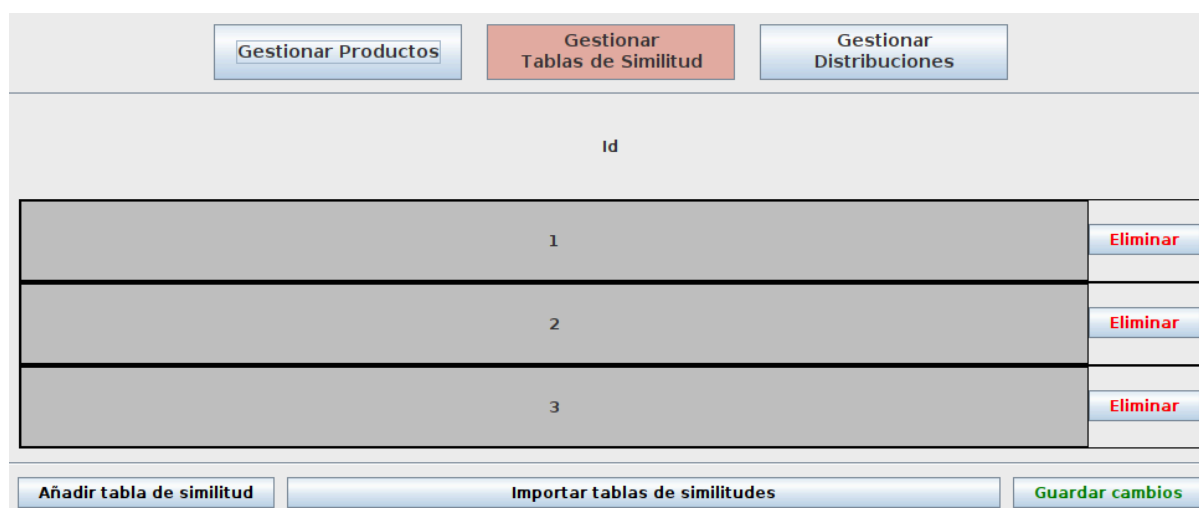 Gestionar Productos
Gestionar
Tablas de Similitud
Gestionar
Distribuciones
Id
1
Eliminar
2
Eliminar
3
Eliminar
Añadir tabla de similitud
Importar tablas de similitudes
Guardar cambios